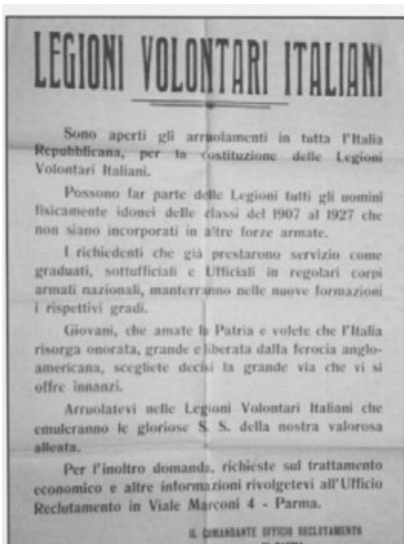 LEGIONI VOLONTARI ITALIANI
Sono aperti gli arruolamenti in tutta l'Italia
Repubblicana, per la costituzione delle Legioni
Volontari Italiani.
Possono far parte delle Legioni tutti gli uomini
fisicamente idonei delle classi del 1907 al 1927 che
non siano incorporati in altre forze armate.
I richiedenti che già prestarono servizio come
graduati, sottufficiali e Ufficiali in regolari corpi
armati nazionali, manterranno nelle nuove formazioni
i rispettivi gradi.
Giovani, che amate la Patria e volete che l'Italia
risorga onorata, grande e liberata dalla ferocia anglo-
americana, scegliete decisi la grande via che vi si
offre innanzi.
Arruolatevi nelle Legioni Volontari Italiani che
emuleranno le gloriose S. S. della nostra valorosa
alleata.
Per l'inoltro domanda, richieste sul trattamento
economico e altre informazioni rivolgetevi all'Ufficio
Reclutamento in Viale Marconi 4 - Parma.
IL COMANDANTE UFFICIO RECLUTAMENTO